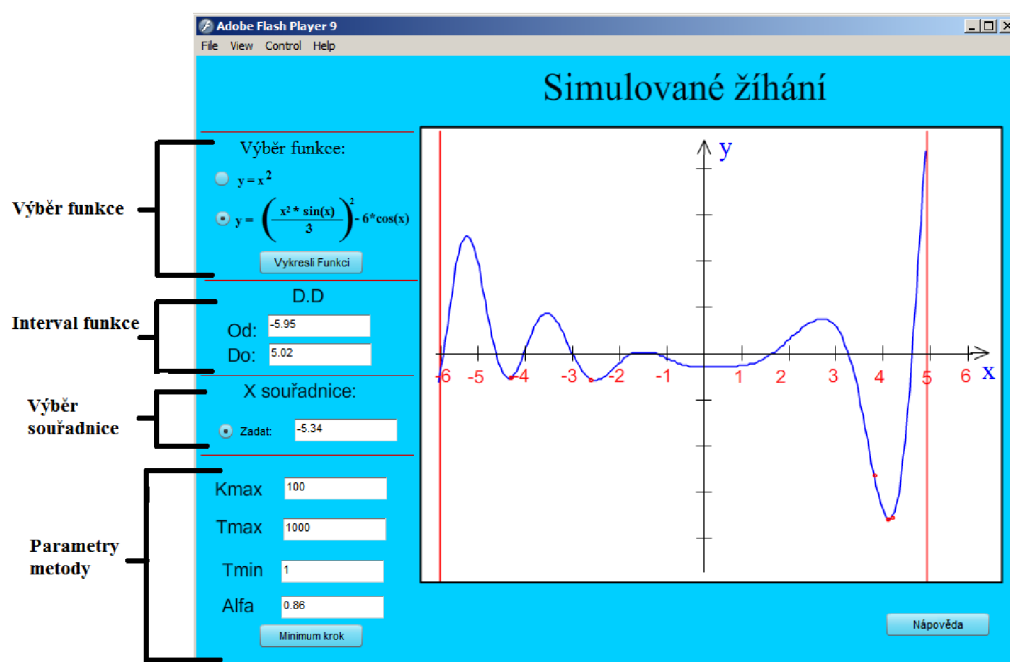 Adobe Flash Player 9
File View Control Help
Simulované žíhání
Výběr funkce
Výběr funkce:
y = x²
y = (x² * sin(x) / 3)² - 6*cos(x)
Vykresli Funkci
Interval funkce
D.D
Od: -5.95
Do: 5.02
Výběr
souřadnice
X souřadnice:
Zadat: -5.34
Parametry
metody
Kmax 100
Tmax 1000
Tmin 1
Alfa 0.86
Minimum krok
y
-6 -5 -4 -3 -2 -1 1 2 3 4 5 6 x
Nápověda